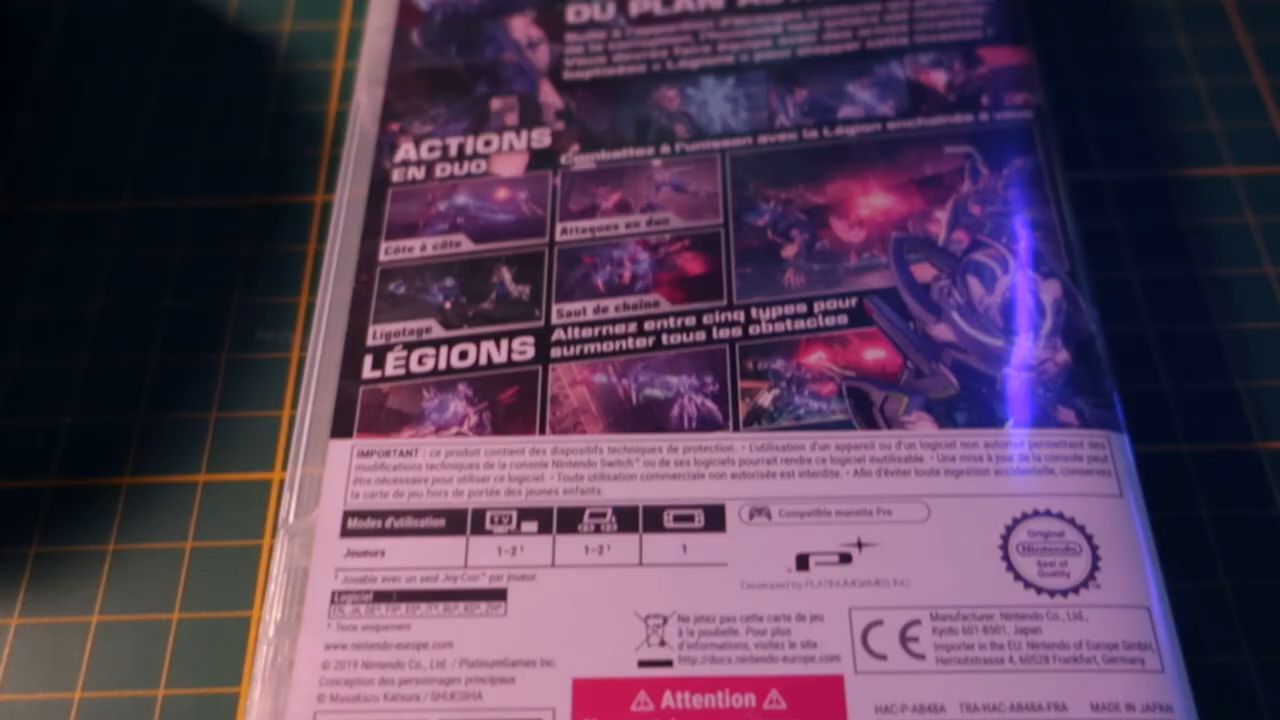 DU PLAN
ACTIONS
EN DUO
Combattez à l'unisson avec la Légion enchaînée à
Côte à côte
Attaques en duo
Ligotage
Saut de chaîne
LÉGIONS
Alternez entre cinq types pour
surmonter tous les obstacles
IMPORTANT : ce produit contient des dispositifs techniques de protection. • L'utilisation d'un appareil ou d'un logiciel non autorisé permettant des
modifications techniques de la console Nintendo Switch™ ou de ses logiciels pourrait rendre ce logiciel inutilisable. • Une mise à jour de la console peut
être nécessaire pour utiliser ce logiciel. • Toute utilisation commerciale non autorisée est interdite. • Afin d'éviter toute ingestion accidentelle, conservez
la carte de jeu hors de portée des jeunes enfants.
Modes d'utilisation
TV
Compatible manette Pro
Joueurs
1-2¹
1-2¹
1
¹ Jouable avec un seul Joy-Con™ par joueur.
Developed by PLATINUMGAMES INC.
Original
Nintendo
Seal of
Quality
Logiciel
* Texte uniquement
www.nintendo-europe.com
© 2019 Nintendo Co., Ltd. / PlatinumGames Inc.
Conception des personnages principaux
© Masakazu Katsura / SHUEISHA
Ne jetez pas cette carte de jeu
à la poubelle. Pour plus
d'informations, visitez le site
http://docs.nintendo-europe.com
CE
Manufacturer: Nintendo Co., Ltd.,
Kyoto 601-8501, Japan
Importer in the EU: Nintendo of Europe GmbH,
Herriotstrasse 4, 60528 Frankfurt, Germany
⚠ Attention ⚠
HAC-P-AB48A TRA-HAC-AB48A-FRA MADE IN JAPAN